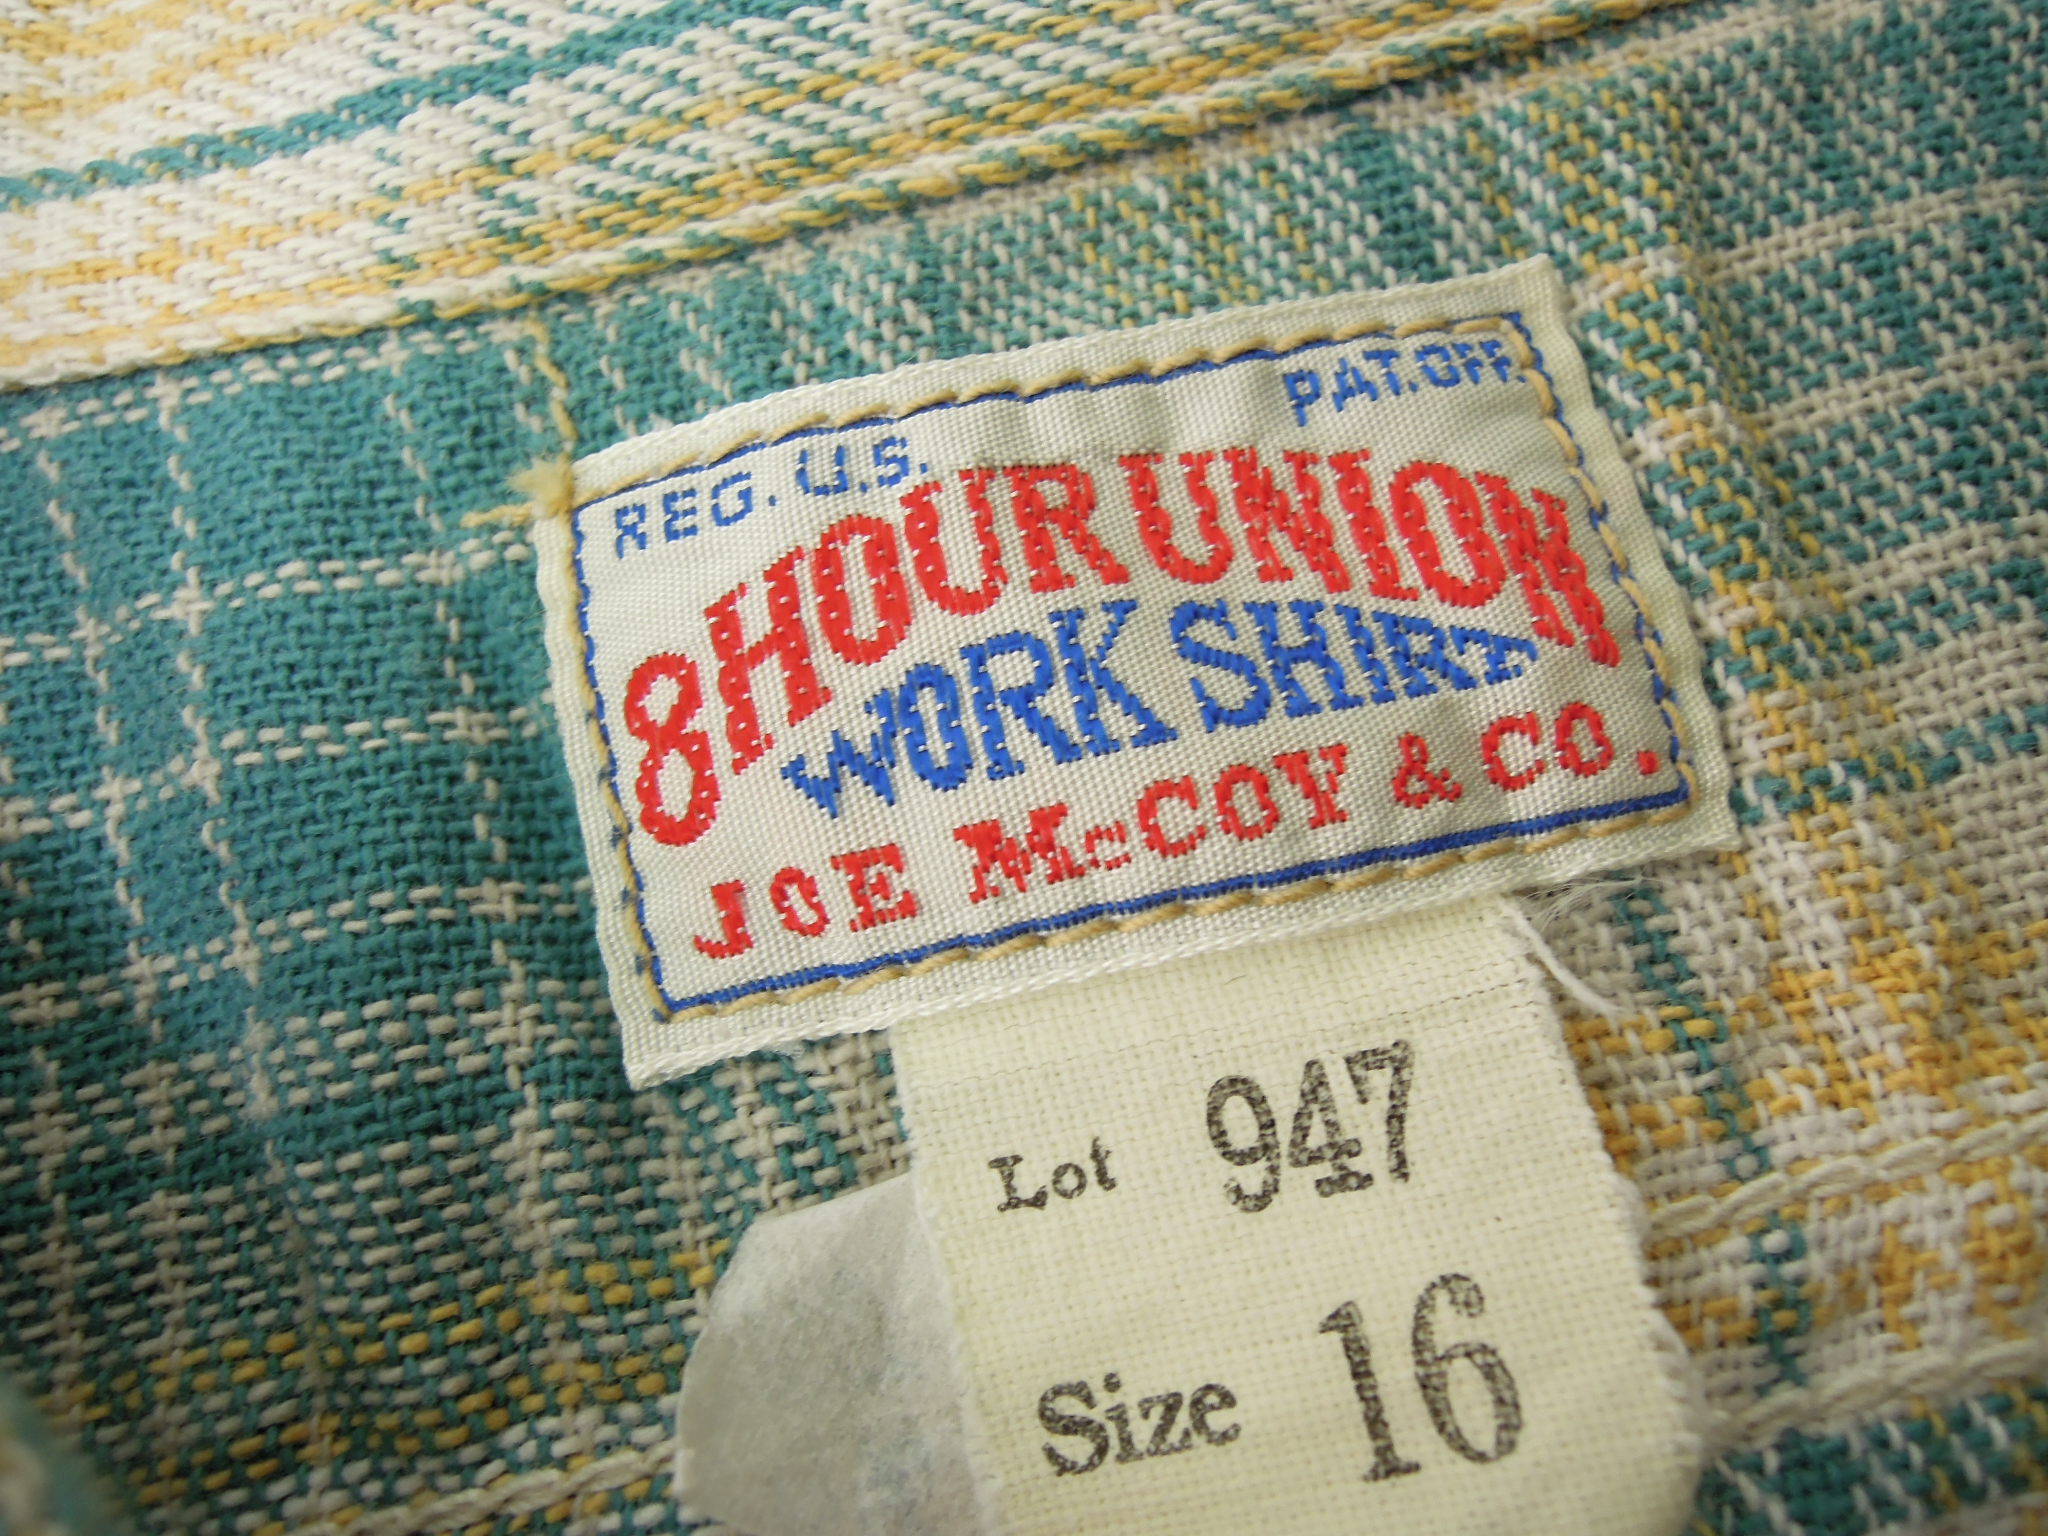 REG. U.S. PAT. OFF.
8 HOUR UNION
WORK SHIRT
JOE McCOY & CO.
Lot 947
Size 16